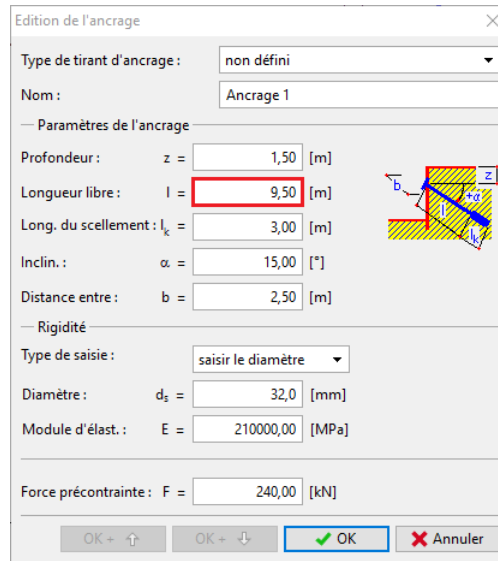 Edition de l'ancrage
Type de tirant d'ancrage : non défini
Nom : Ancrage 1
Paramètres de l'ancrage
Profondeur : z = 1,50 [m]
Longueur libre : l = 9,50 [m]
Long. du scellement : lk = 3,00 [m]
Inclin. : α = 15,00 [°]
Distance entre : b = 2,50 [m]
z
b
+α
l
lk
Rigidité
Type de saisie : saisir le diamètre
Diamètre : ds = 32,0 [mm]
Module d'élast. : E = 210000,00 [MPa]
Force précontrainte : F = 240,00 [kN]
OK + OK + OK Annuler